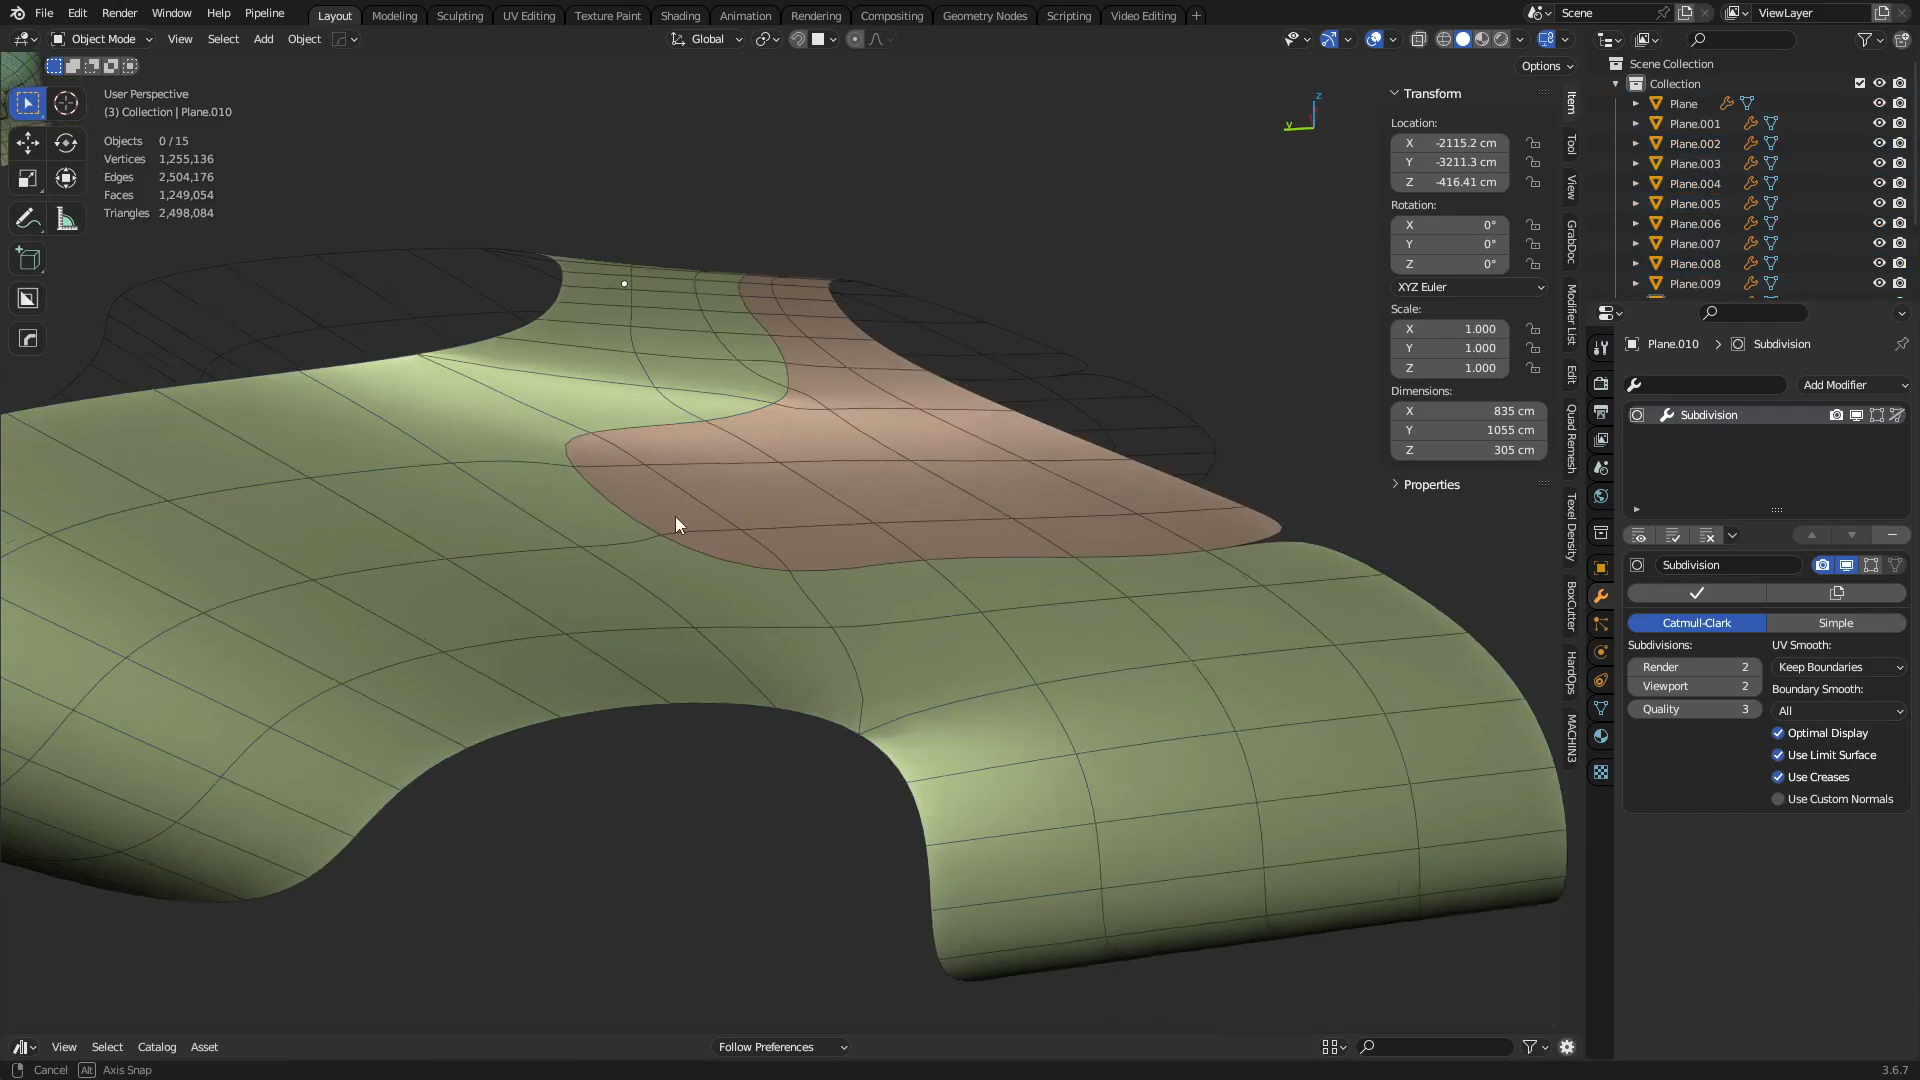 File Edit Render Window Help Pipeline Layout Modeling Sculpting UV Editing Texture Paint Shading Animation Rendering Compositing Geometry Nodes Scripting Video Editing + Scene ViewLayer
Object Mode View Select Add Object Global
Options
User Perspective
(3) Collection | Plane.010
Objects 0 / 15
Vertices 1,255,136
Edges 2,504,176
Faces 1,249,054
Triangles 2,498,084
Z
Y
Transform
Location:
X -2115.2 cm
Y -3211.3 cm
Z -416.41 cm
Rotation:
X 0°
Y 0°
Z 0°
XYZ Euler
Scale:
X 1.000
Y 1.000
Z 1.000
Dimensions:
X 835 cm
Y 1055 cm
Z 305 cm
Properties
Item
Tool
View
GrabDoc
Modifier List
Edit
Quad Remesh
Texel Density
BoxCutter
HardOps
MACHIN3
Scene Collection
Collection
Plane
Plane.001
Plane.002
Plane.003
Plane.004
Plane.005
Plane.006
Plane.007
Plane.008
Plane.009
Plane.010 > Subdivision
Add Modifier
Subdivision
Subdivision
Catmull-Clark Simple
Subdivisions: UV Smooth:
Render 2 Keep Boundaries
Viewport 2 Boundary Smooth:
Quality 3 All
Optimal Display
Use Limit Surface
Use Creases
Use Custom Normals
View Select Catalog Asset Follow Preferences
Cancel Alt Axis Snap 3.6.7